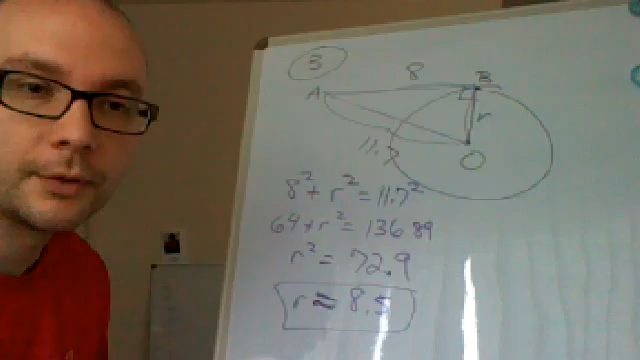 3
8
A
B
r
11.7
O
8² + r² = 11.7²
64 + r² = 136.89
r² = 72.9
r ≈ 8.5